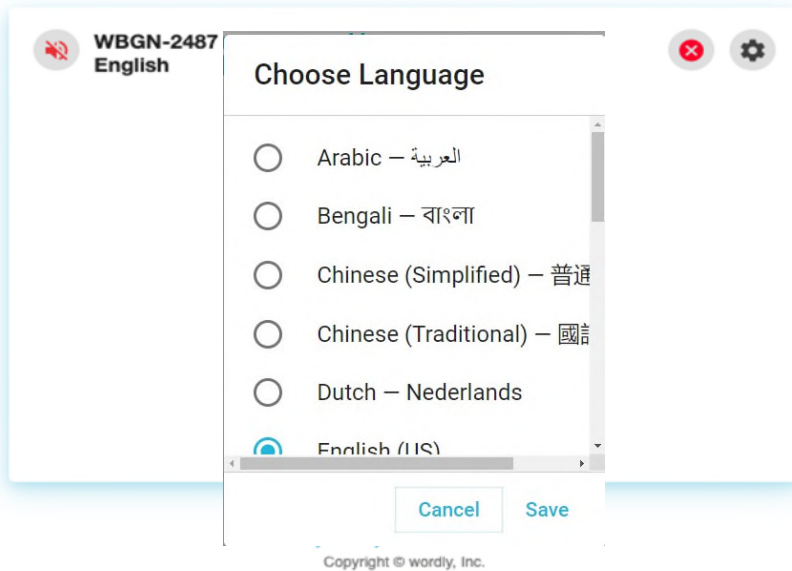 WBGN-2487
English
Choose Language
Arabic — العربية
Bengali — বাংলা
Chinese (Simplified) — 普通
Chinese (Traditional) — 國
Dutch — Nederlands
English (US)
Cancel Save
Copyright © wordly, Inc.